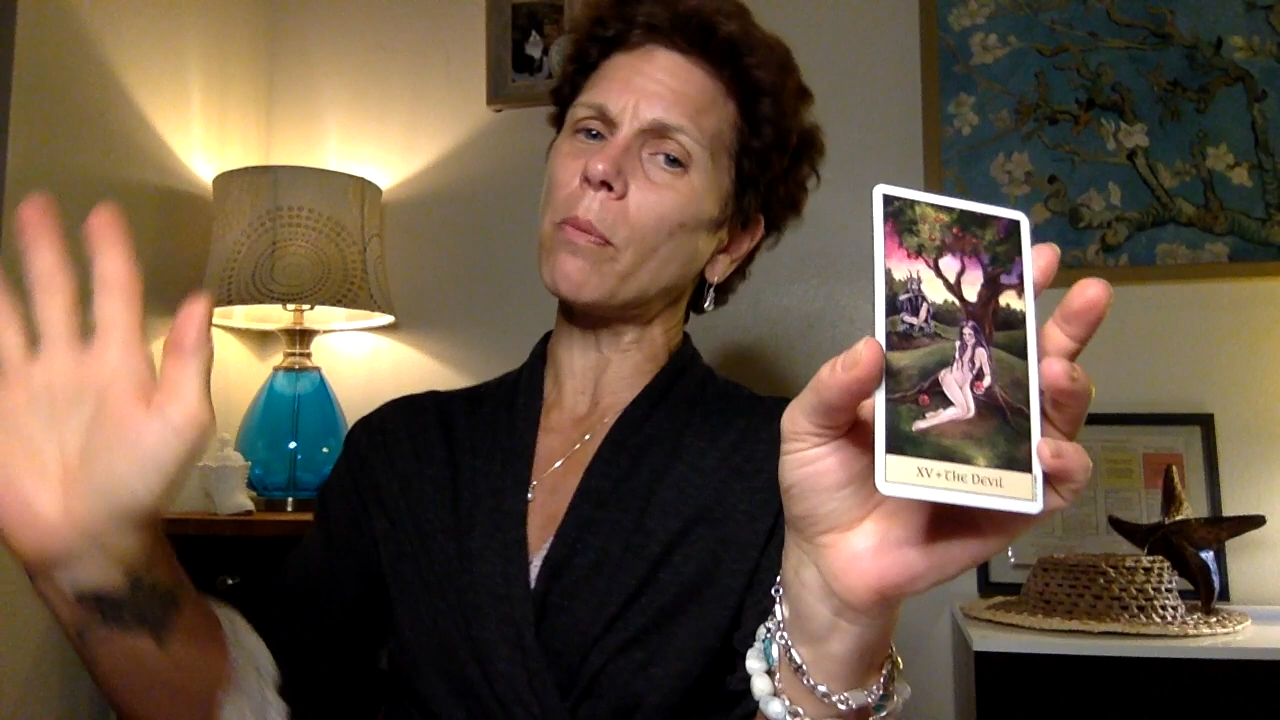 XV • The Devil